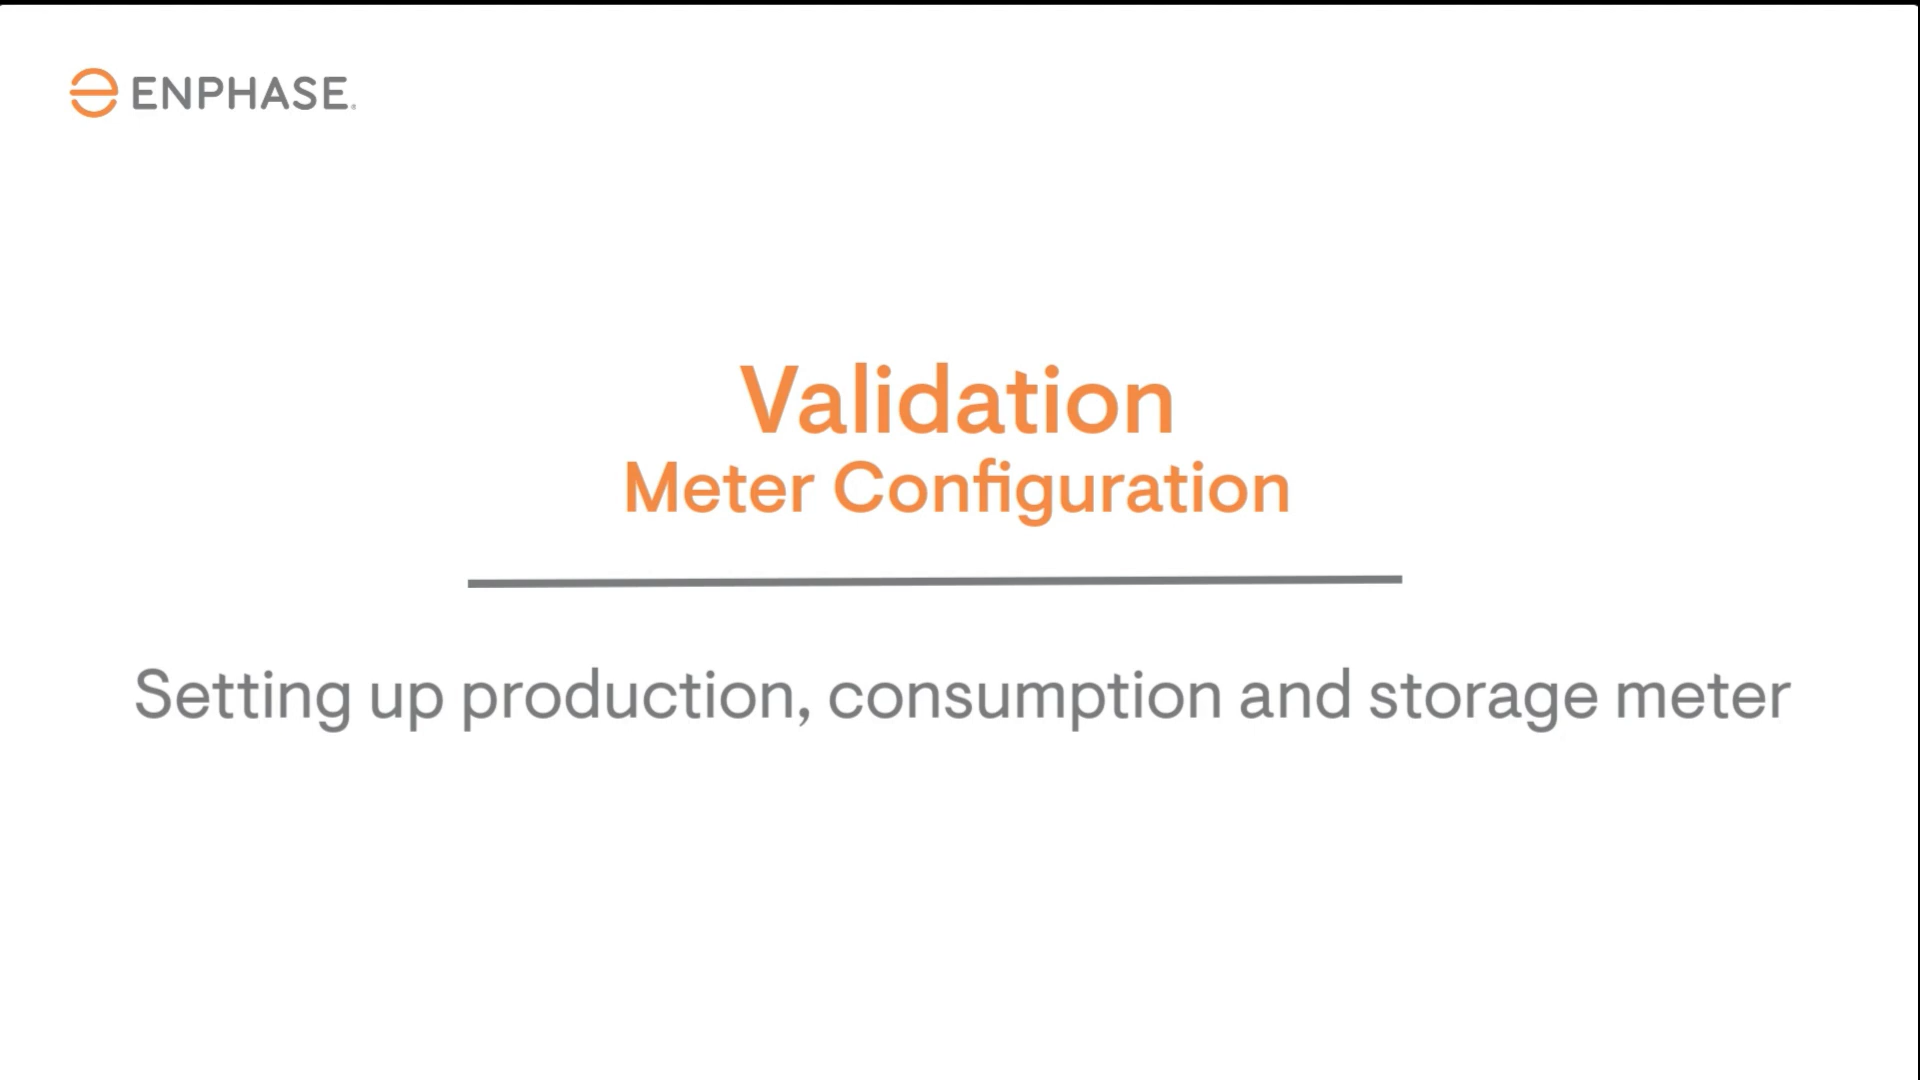 ENPHASE
Validation
Meter Configuration
Setting up production, consumption and storage meter